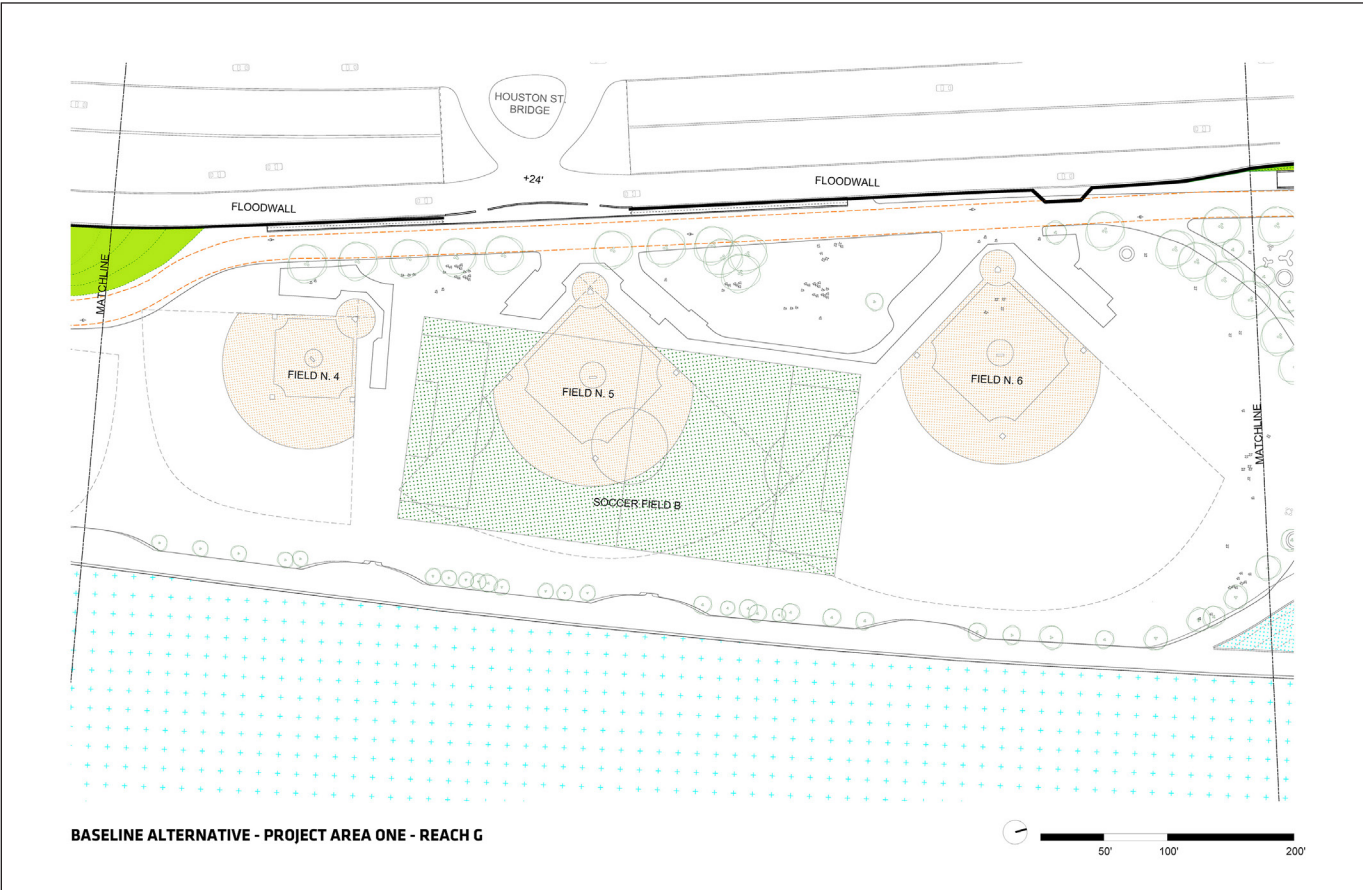 HOUSTON ST.
BRIDGE
+24'
FLOODWALL
FLOODWALL
MATCHLINE
FIELD N. 4
FIELD N. 5
FIELD N. 6
MATCHLINE
SOCCER FIELD B
BASELINE ALTERNATIVE - PROJECT AREA ONE - REACH G
50'
100'
200'